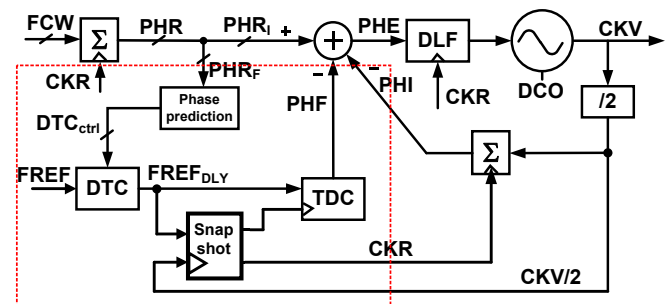 FCW
Σ
PHR
PHR_I
+
+
PHE
DLF
CKV
CKR
PHR_F
−
−
PHI
CKR
DCO
/2
Phase prediction
PHF
DTC_ctrl
Σ
FREF
DTC
FREF_DLY
TDC
Snap shot
CKR
CKV/2